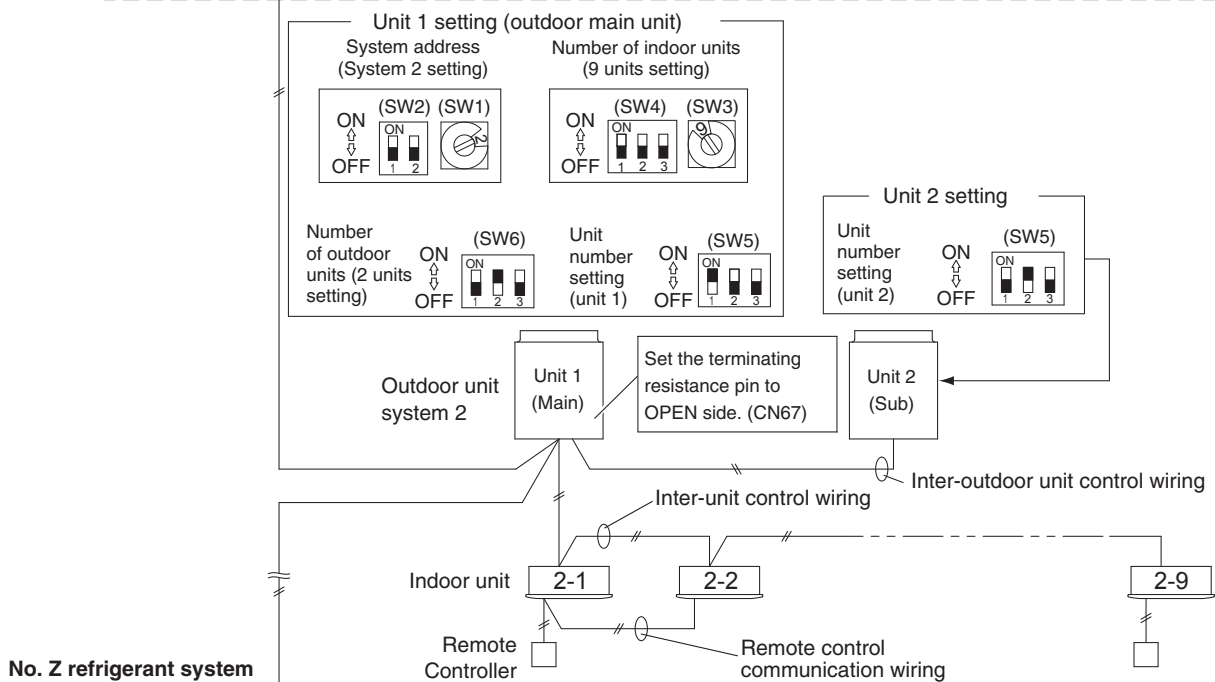 Unit 1 setting (outdoor main unit)
System address
(System 2 setting)
Number of indoor units
(9 units setting)
ON
OFF
(SW2)
(SW1)
ON
1 2
2
ON
OFF
(SW4)
(SW3)
ON
1 2 3
9
Number
of outdoor
units (2 units
setting)
ON
OFF
(SW6)
ON
1 2 3
Unit
number
setting
(unit 1)
ON
OFF
(SW5)
ON
1 2 3
Unit 2 setting
Unit
number
setting
(unit 2)
ON
OFF
(SW5)
ON
1 2 3
Outdoor unit
system 2
Unit 1
(Main)
Set the terminating
resistance pin to
OPEN side. (CN67)
Unit 2
(Sub)
Inter-outdoor unit control wiring
Inter-unit control wiring
Indoor unit
2-1
2-2
2-9
Remote
Controller
Remote control
communication wiring
No. Z refrigerant system